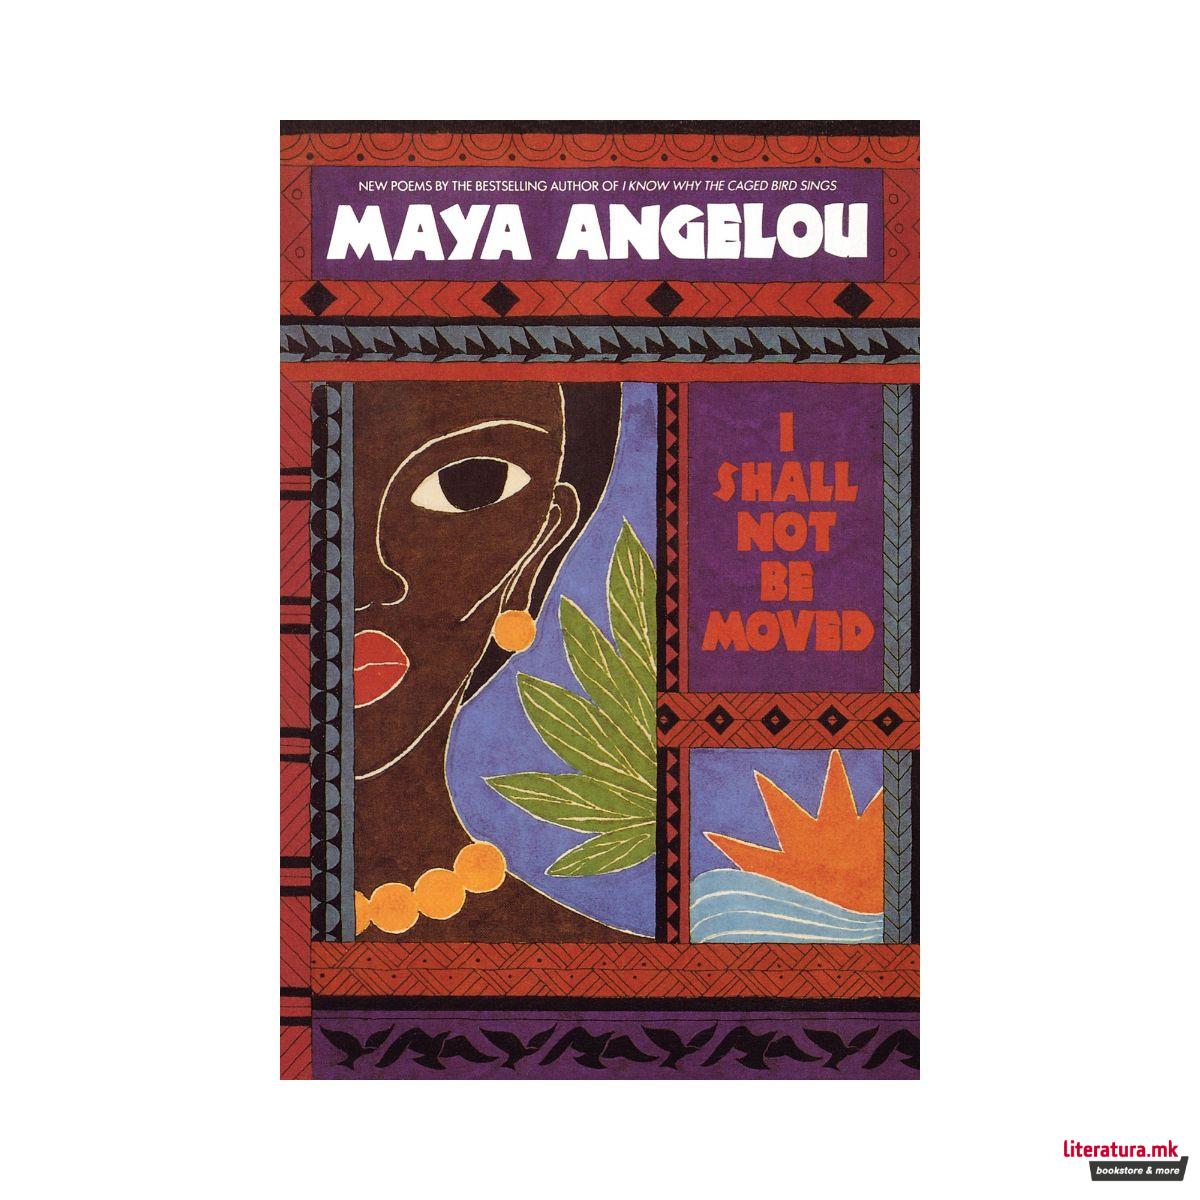 NEW POEMS BY THE BESTSELLING AUTHOR OF I KNOW WHY THE CAGED BIRD SINGS
MAYA ANGELOU
I
SHALL
NOT
BE
MOVED
literatura.mk
bookstore & more